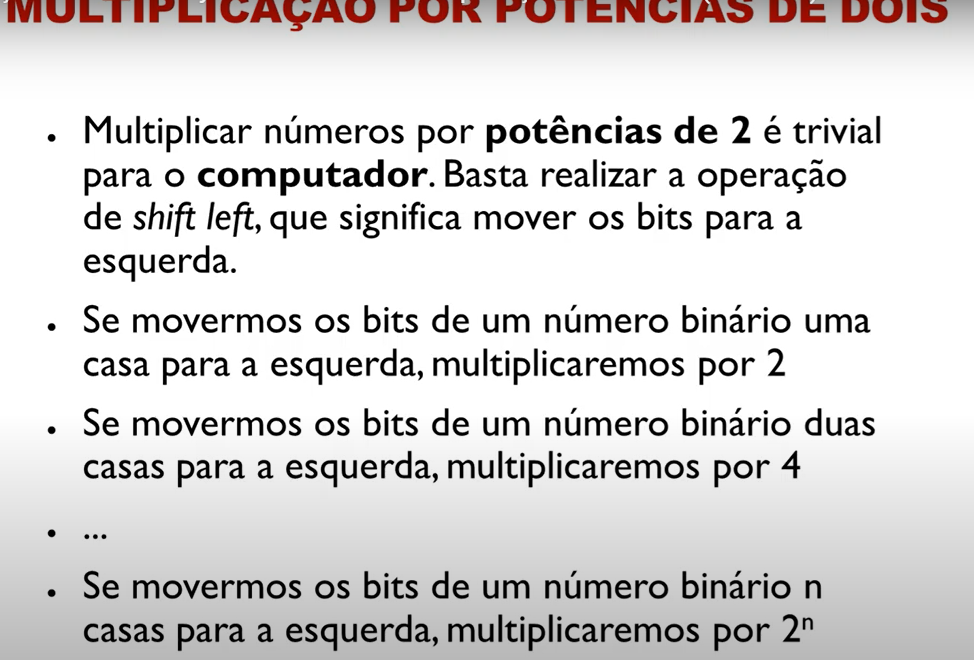 MULTIPLICAÇÃO POR POTÊNCIAS DE DOIS
• Multiplicar números por potências de 2 é trivial
para o computador. Basta realizar a operação
de shift left, que significa mover os bits para a
esquerda.
• Se movermos os bits de um número binário uma
casa para a esquerda, multiplicaremos por 2
• Se movermos os bits de um número binário duas
casas para a esquerda, multiplicaremos por 4
• ...
• Se movermos os bits de um número binário n
casas para a esquerda, multiplicaremos por 2ⁿ